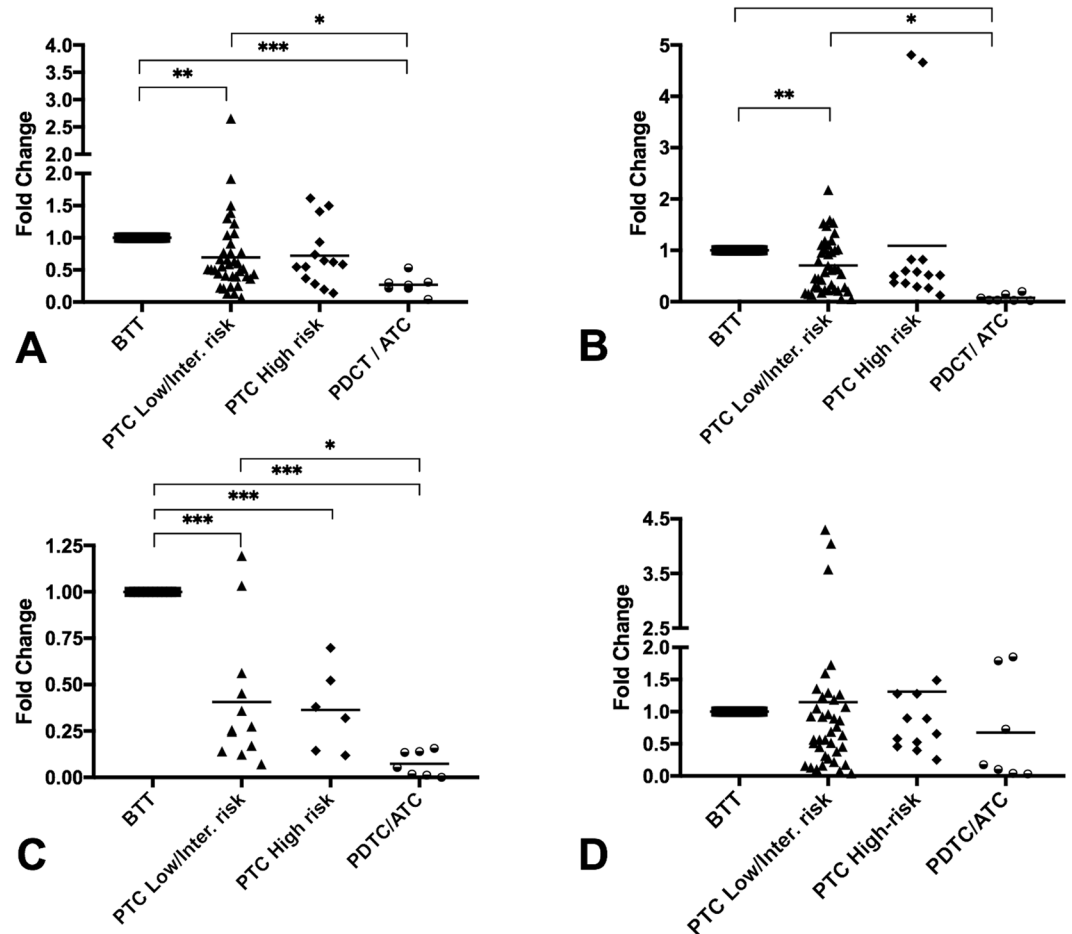 *
***
**
4.0
3.5
3.0
2.5
2.0
2.0
1.5
1.0
0.5
0.0
Fold Change
BTT
PTC Low/Inter. risk
PTC High risk
PDCT / ATC
A
*
**
5
4
3
2
1
0
Fold Change
BTT
PTC Low/Inter. risk
PTC High risk
PDCT/ ATC
B
*
***
***
***
1.25
1.00
0.75
0.50
0.25
0.00
Fold Change
BTT
PTC Low/Inter. risk
PTC High risk
PDTC/ATC
C
4.5
3.5
2.5
2.0
1.5
1.0
0.5
0.0
Fold Change
BTT
PTC Low/Inter. risk
PTC High-risk
PDTC/ATC
D